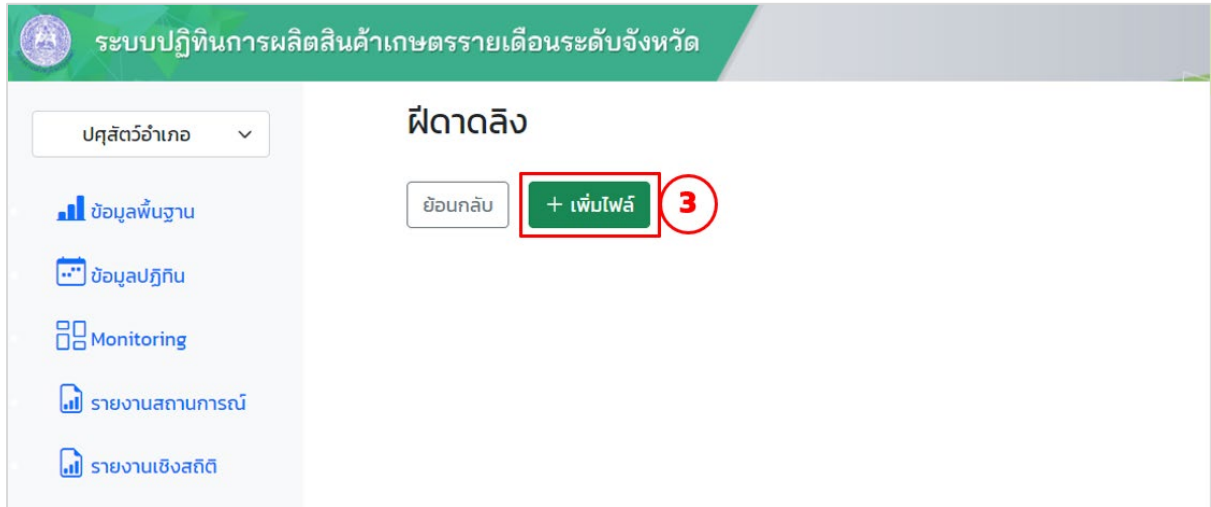 ระบบปฏิทินการผลิตสินค้าเกษตรรายเดือนระดับจังหวัด
ปศุสัตว์อำเภอ
ฝีดาดลิง
ย้อนกลับ
+ เพิ่มไฟล์
3
ข้อมูลพื้นฐาน
ข้อมูลปฏิทิน
Monitoring
รายงานสถานการณ์
รายงานเชิงสถิติ